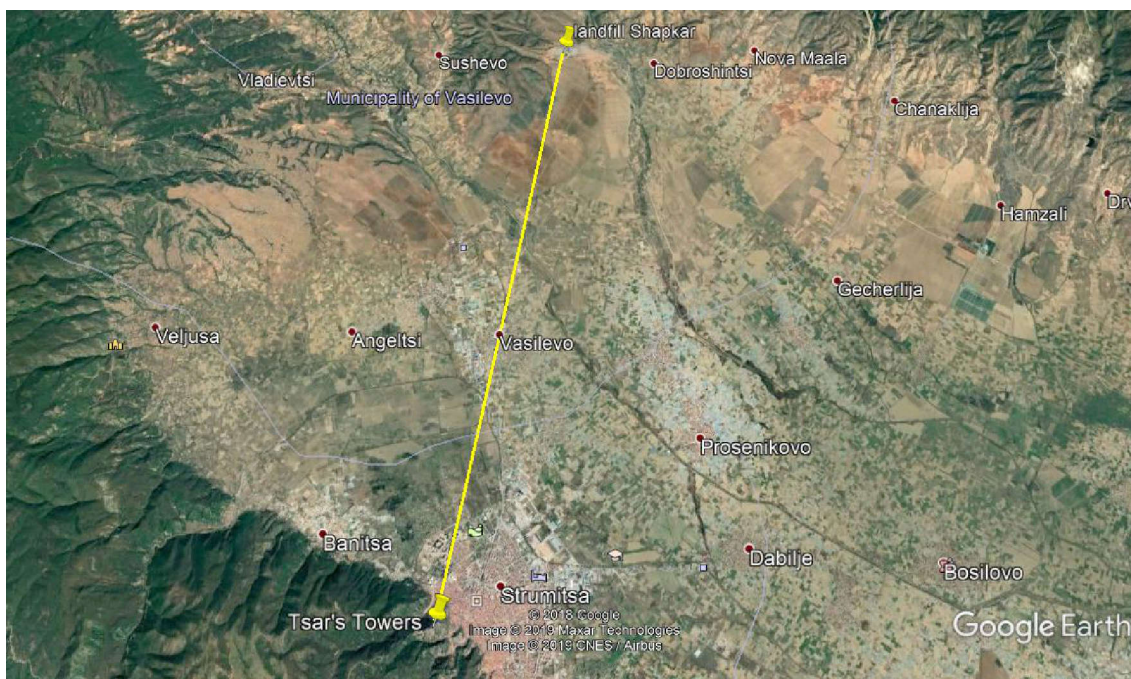 landfill Shapkar
Sushevo
Dobroshintsi
Nova Maala
Vladievtsi
Municipality of Vasilevo
Chanaklija
Hamzali
Drv
Gecherlija
Veljusa
Angeltsi
Vasilevo
Prosenikovo
Banitsa
Dabilje
Bosilovo
Strumitsa
Tsar's Towers
© 2018 Google
Image © 2019 Maxar Technologies
Image © 2019 CNES / Airbus
Google Earth